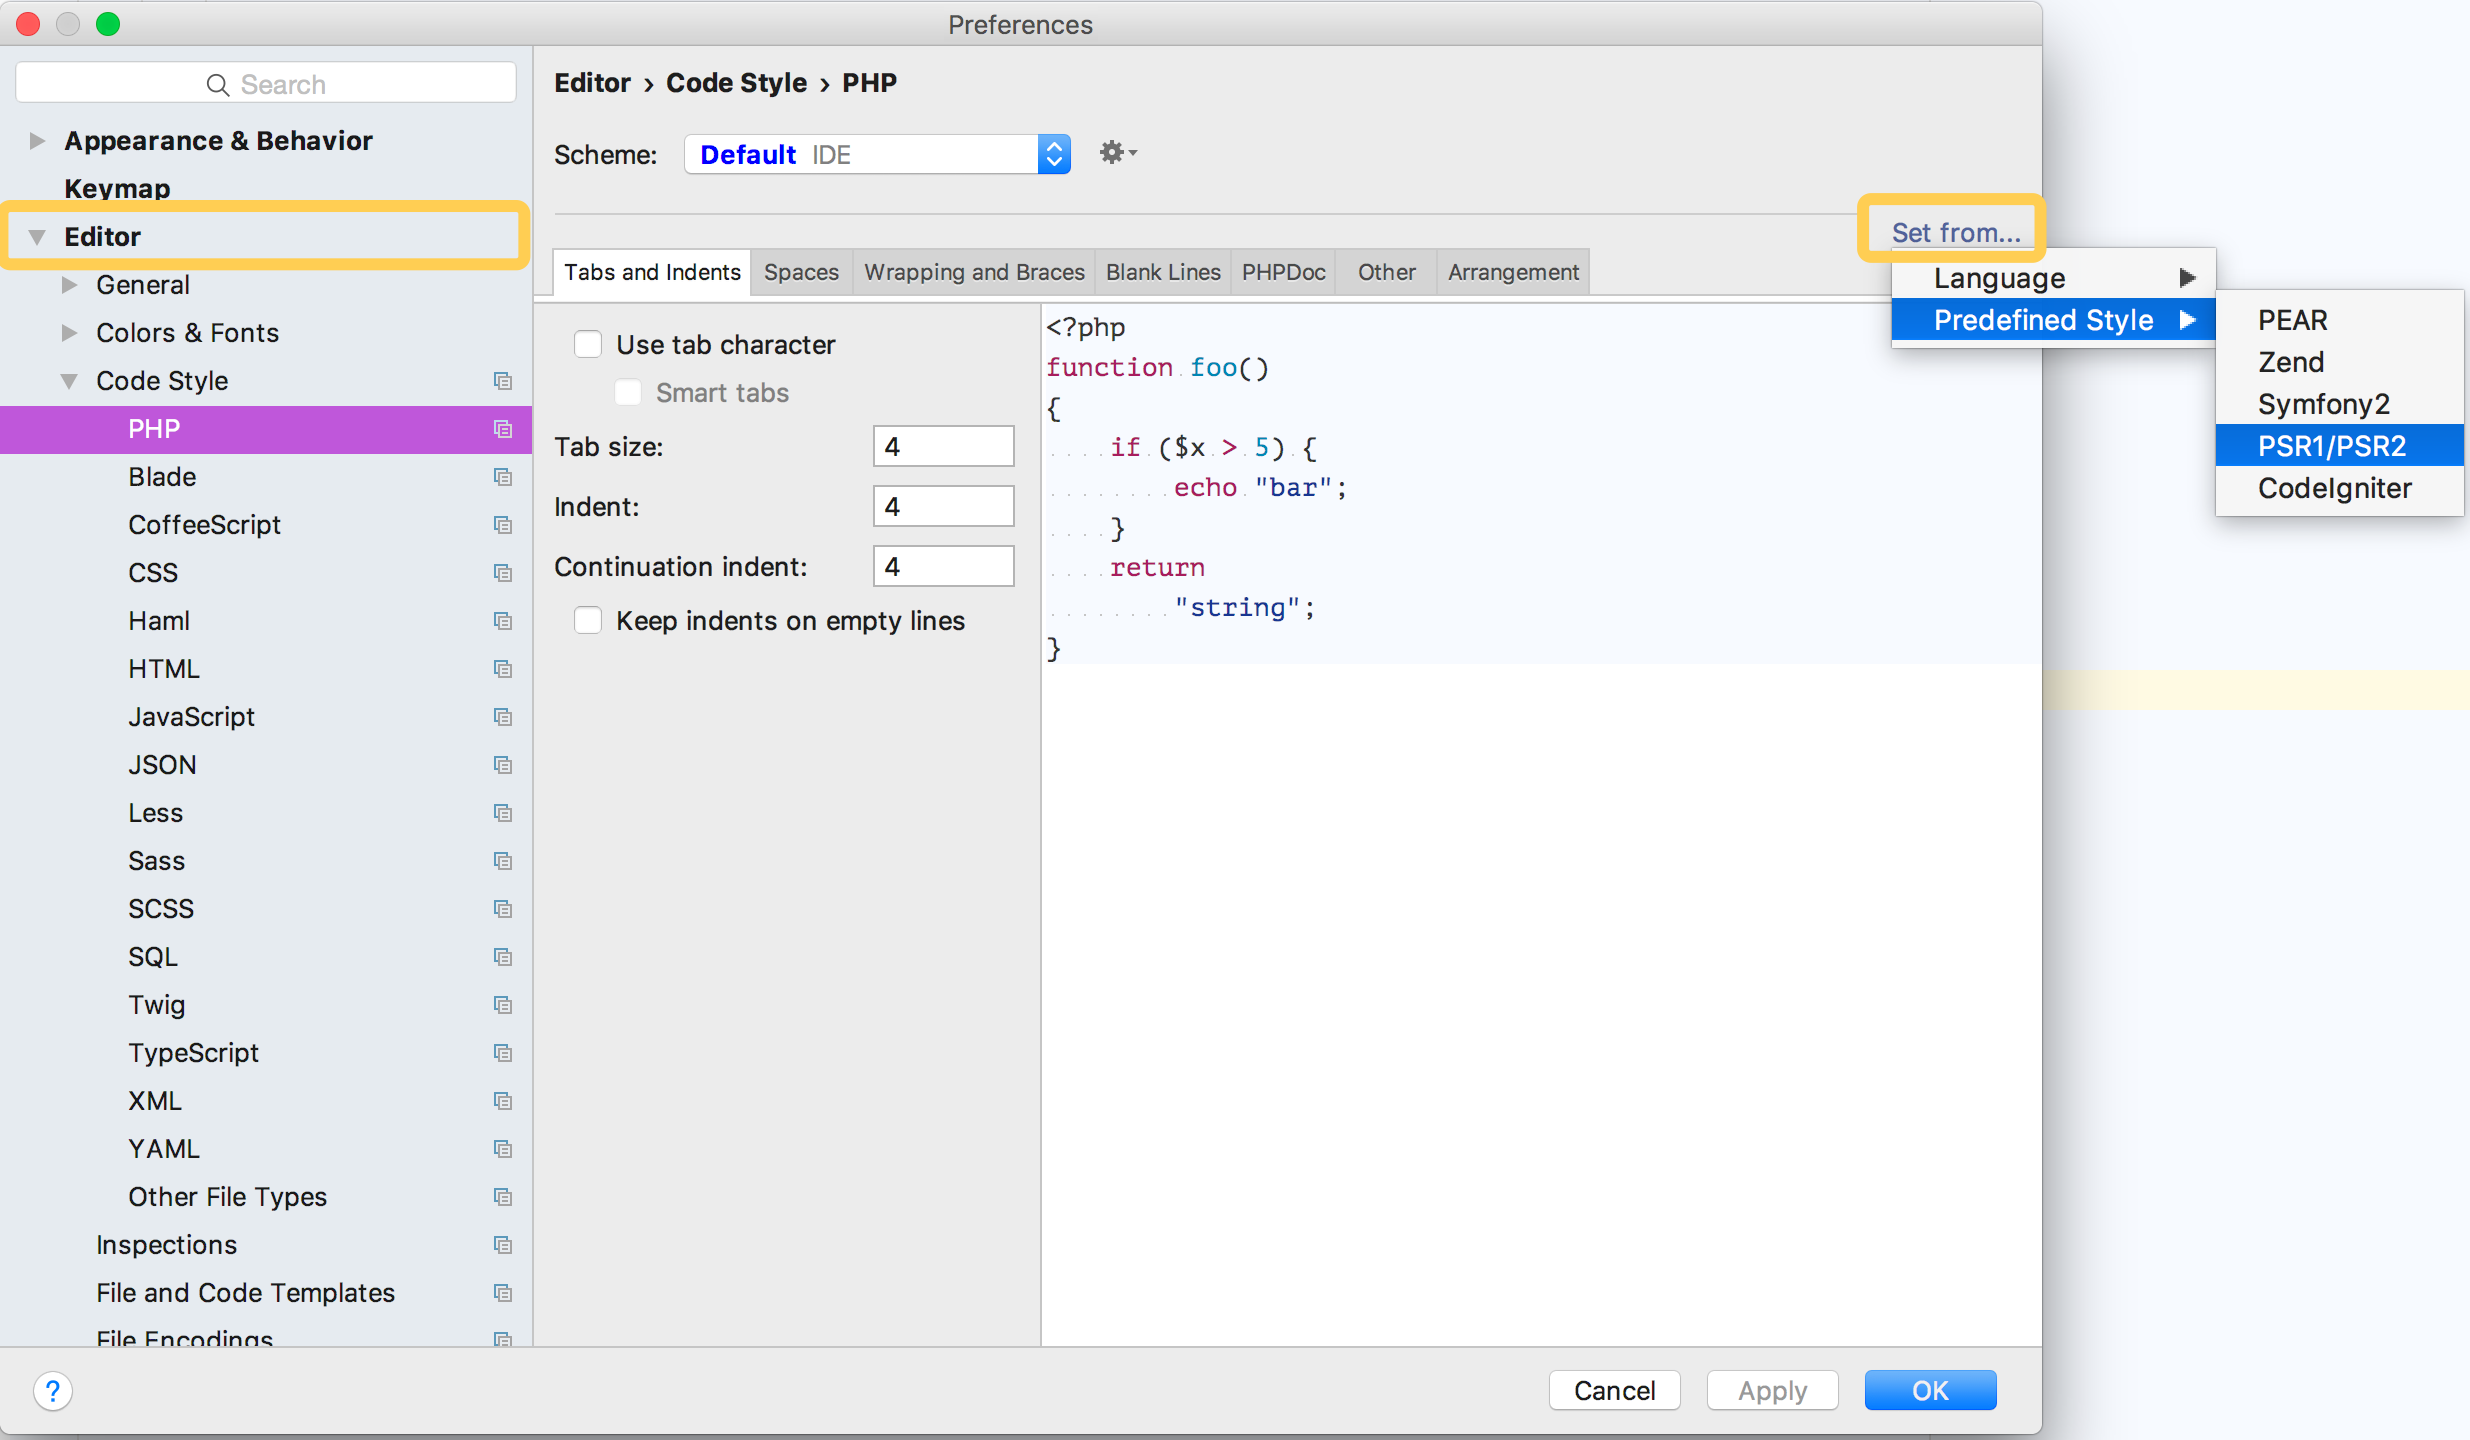 Preferences
Search
Appearance & Behavior
Keymap
Editor
General
Colors & Fonts
Code Style
PHP
Blade
CoffeeScript
CSS
Haml
HTML
JavaScript
JSON
Less
Sass
SCSS
SQL
Twig
TypeScript
XML
YAML
Other File Types
Inspections
File and Code Templates
File Encodings
Editor › Code Style › PHP
Scheme: Default IDE
Set from...
Tabs and Indents Spaces Wrapping and Braces Blank Lines PHPDoc Other Arrangement
Use tab character
Smart tabs
Tab size: 4
Indent: 4
Continuation indent: 4
Keep indents on empty lines
<?php
function foo()
{
    if ($x > 5) {
        echo "bar";
    }
    return
        "string";
}
Language
Predefined Style
PEAR
Zend
Symfony2
PSR1/PSR2
CodeIgniter
?
Cancel Apply OK